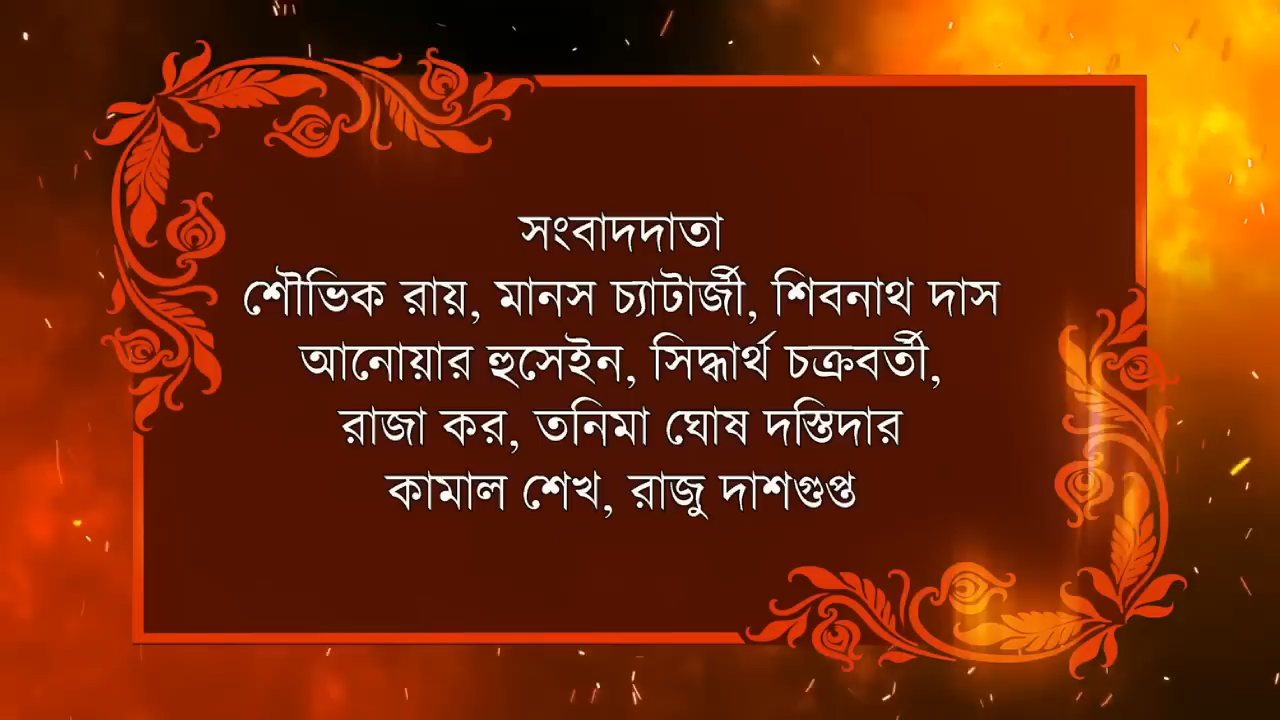 সংবাদদাতা
শৌভিক রায়, মানস চ্যাটার্জী, শিবনাথ দাস
আনোয়ার হুসেইন, সিদ্ধার্থ চক্রবর্তী,
রাজা কর, তনিমা ঘোষ দস্তিদার
কামাল শেখ, রাজু দাশগুপ্ত